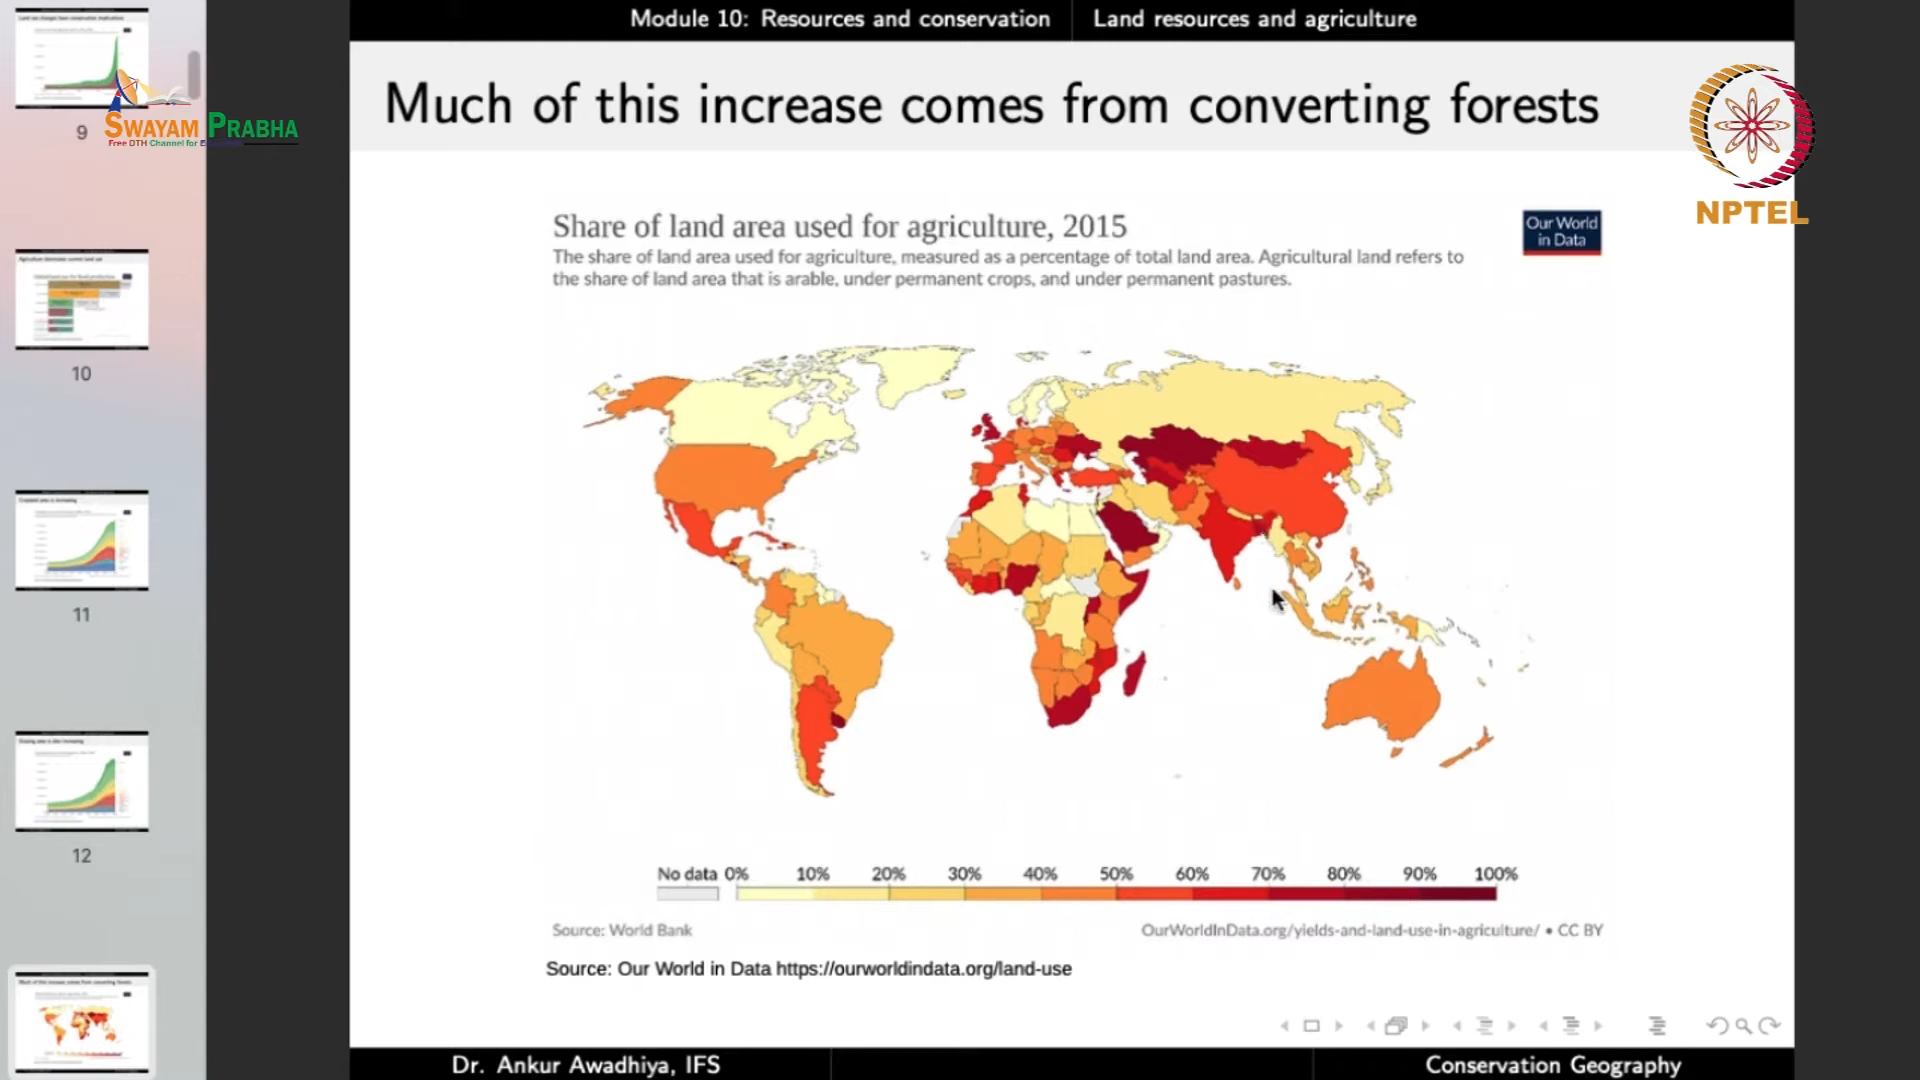 Module 10: Resources and conservation
Land resources and agriculture
Much of this increase comes from converting forests
NPTEL
SWAYAM PRABHA
Free DTH Channel for
9
10
11
12
Share of land area used for agriculture, 2015
Our World
in Data
The share of land area used for agriculture, measured as a percentage of total land area. Agricultural land refers to
the share of land area that is arable, under permanent crops, and under permanent pastures.
No data 0% 10% 20% 30% 40% 50% 60% 70% 80% 90% 100%
Source: World Bank
OurWorldInData.org/yields-and-land-use-in-agriculture/ • CC BY
Source: Our World in Data https://ourworldindata.org/land-use
Dr. Ankur Awadhiya, IFS
Conservation Geography